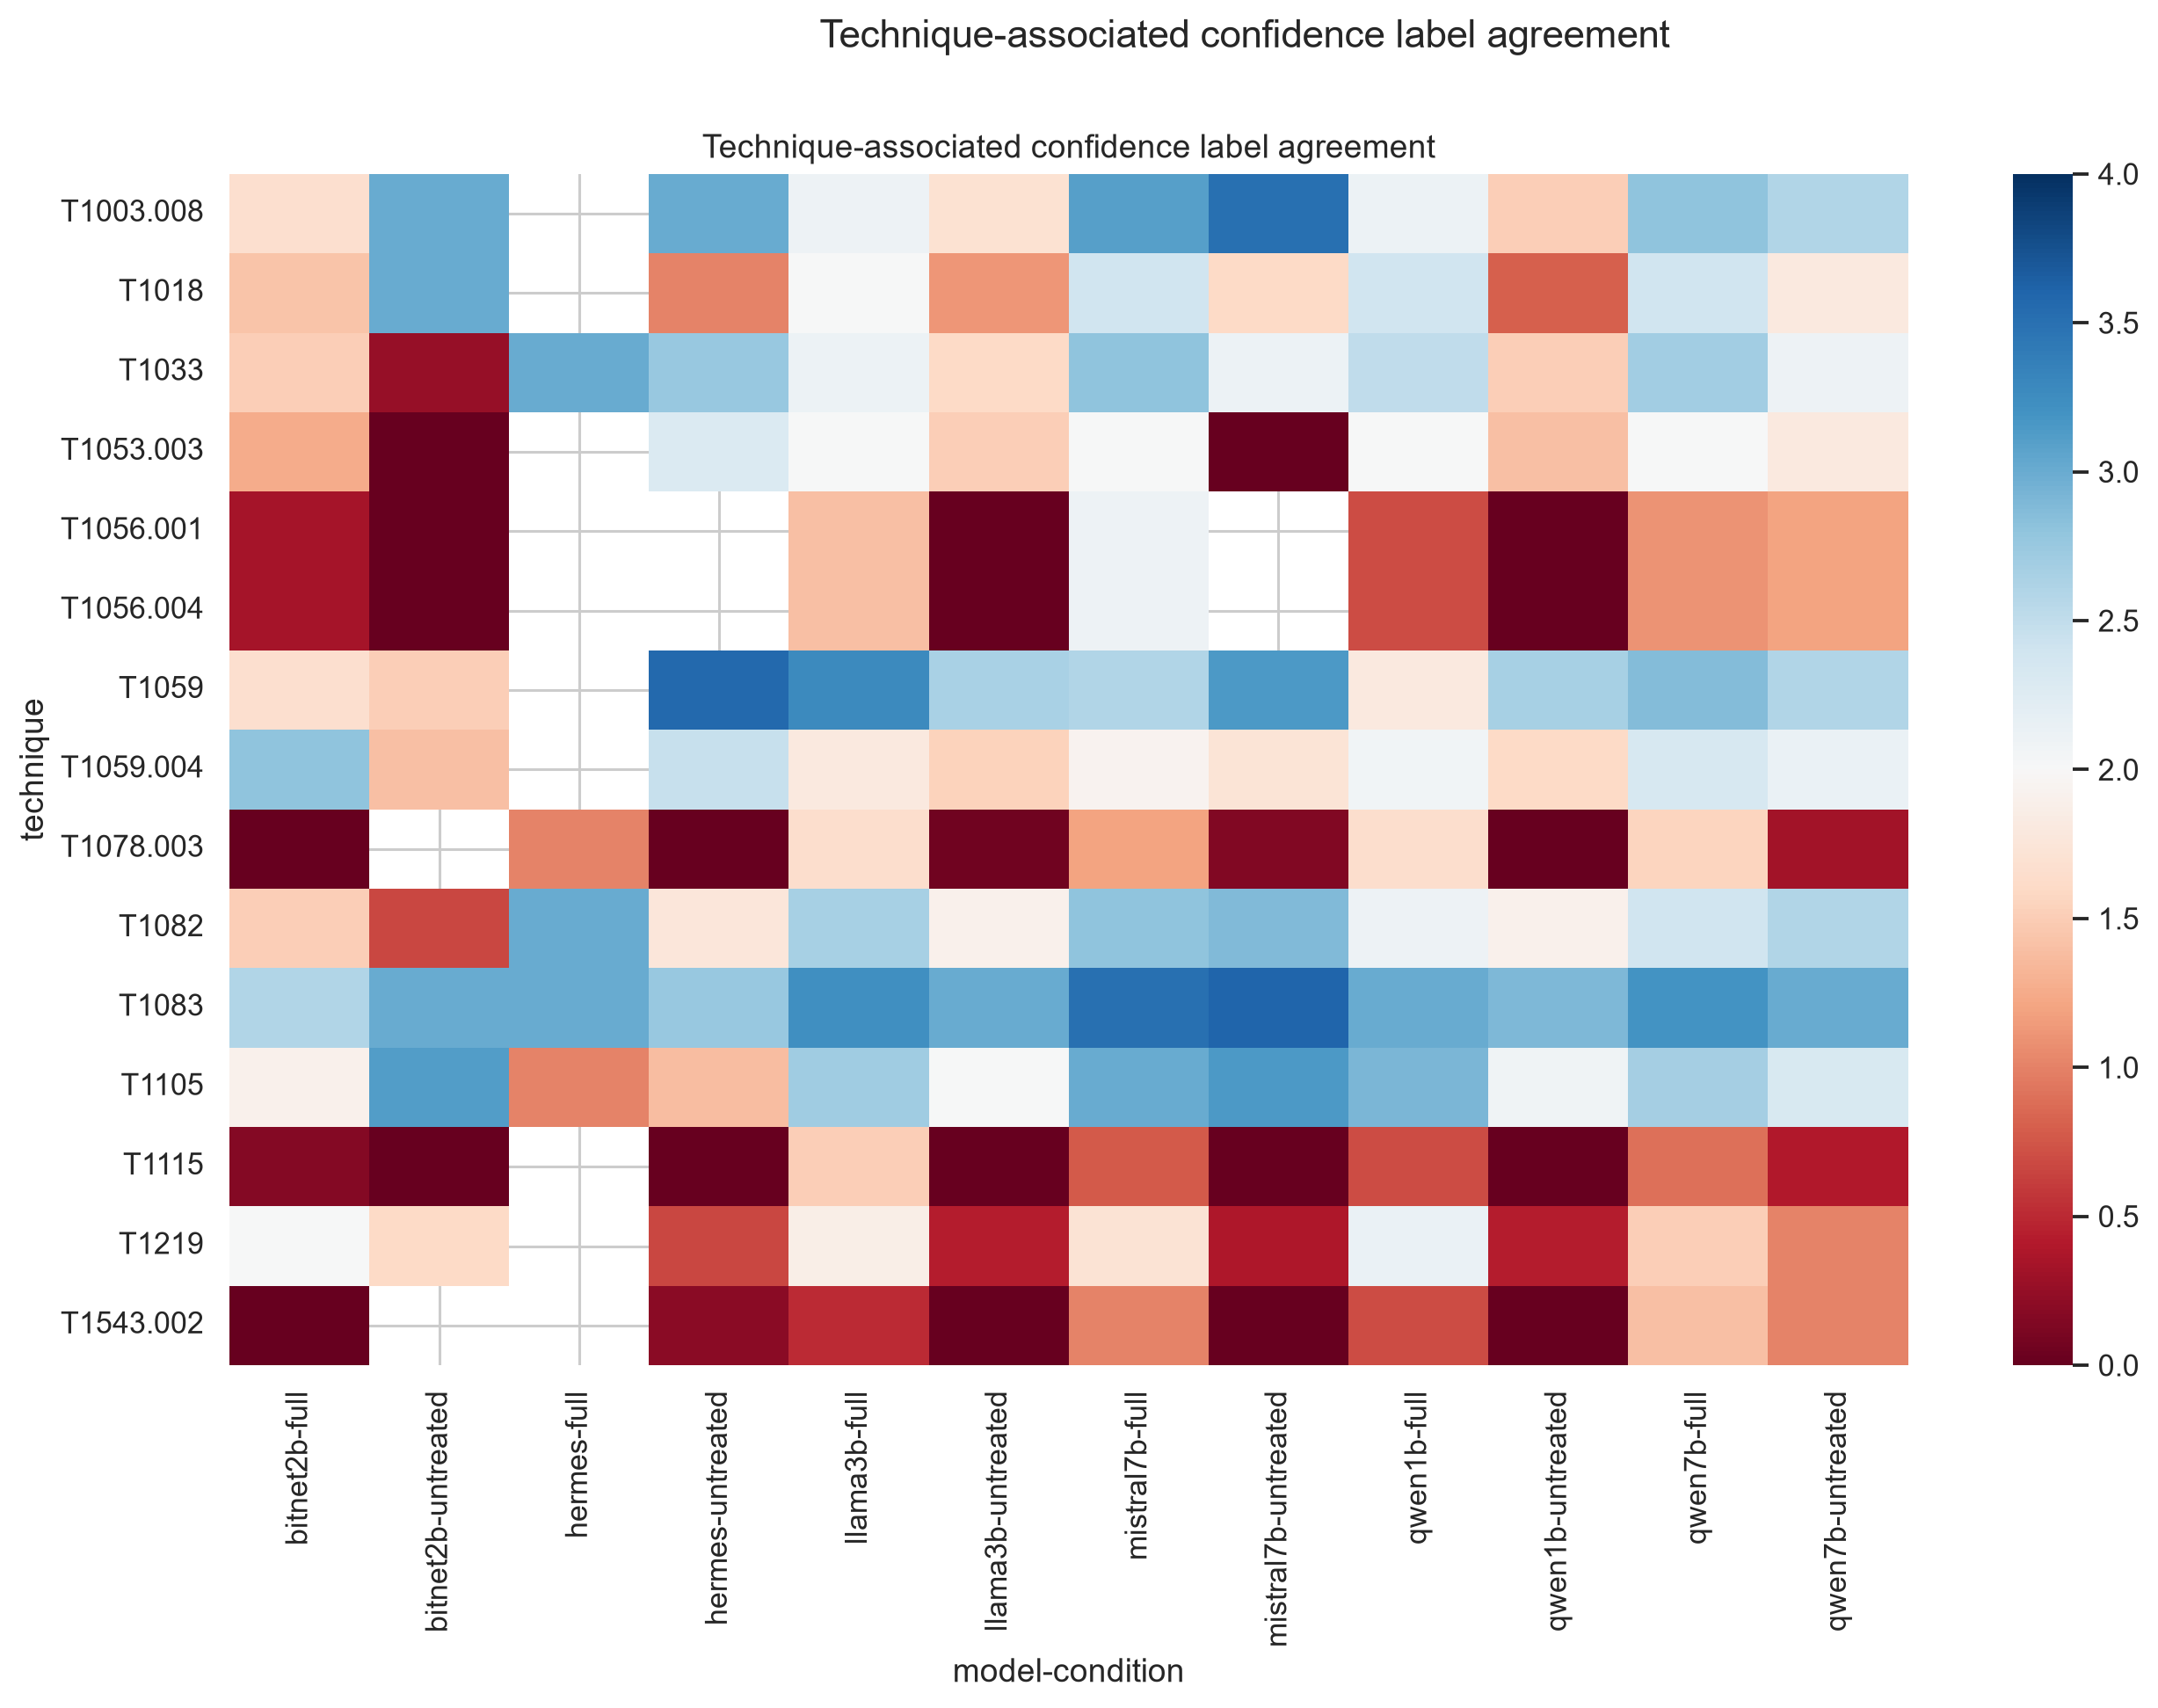 Technique-associated confidence label agreement
Technique-associated confidence label agreement
technique
T1003.008
T1018
T1033
T1053.003
T1056.001
T1056.004
T1059
T1059.004
T1078.003
T1082
T1083
T1105
T1115
T1219
T1543.002
4.0
3.5
3.0
2.5
2.0
1.5
1.0
0.5
0.0
bitnet2b-full
bitnet2b-untreated
hermes-full
hermes-untreated
llama3b-full
llama3b-untreated
mistral7b-full
mistral7b-untreated
qwen1b-full
qwen1b-untreated
qwen7b-full
qwen7b-untreated
model-condition